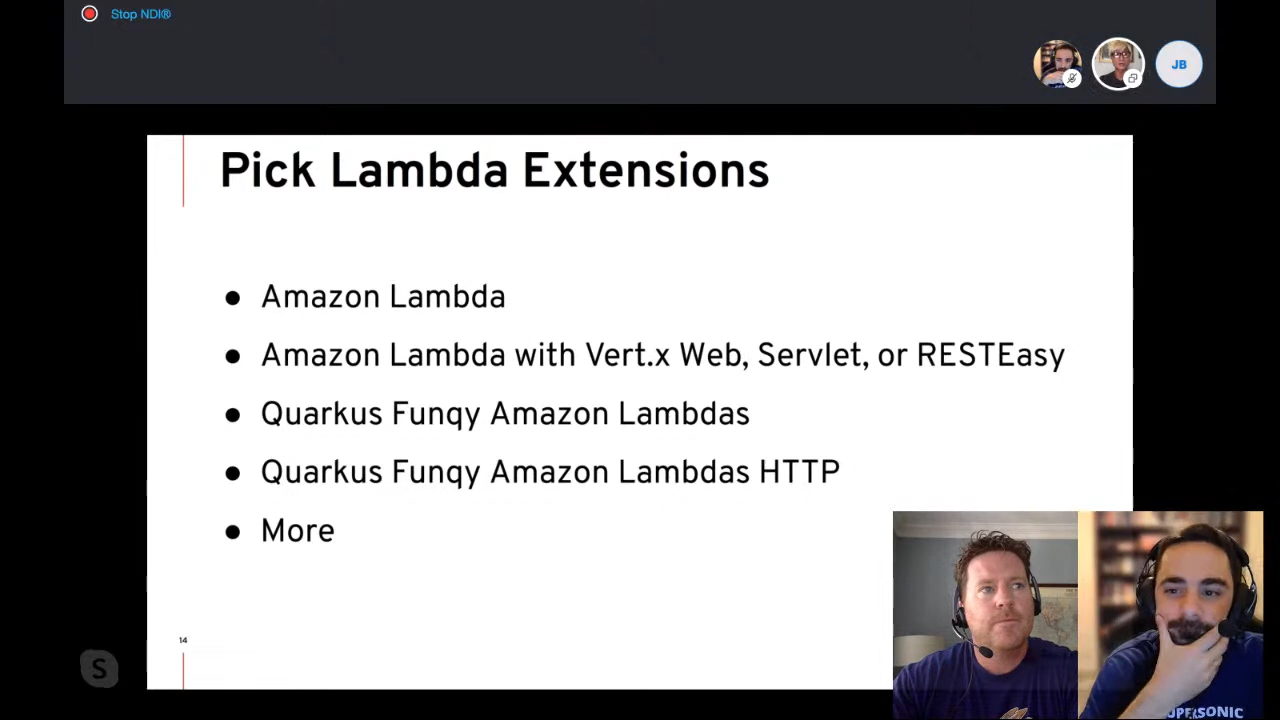 Stop NDI®
JB
Pick Lambda Extensions
● Amazon Lambda
● Amazon Lambda with Vert.x Web, Servlet, or RESTEasy
● Quarkus Funqy Amazon Lambdas
● Quarkus Funqy Amazon Lambdas HTTP
● More
14
S
UPERSONIC